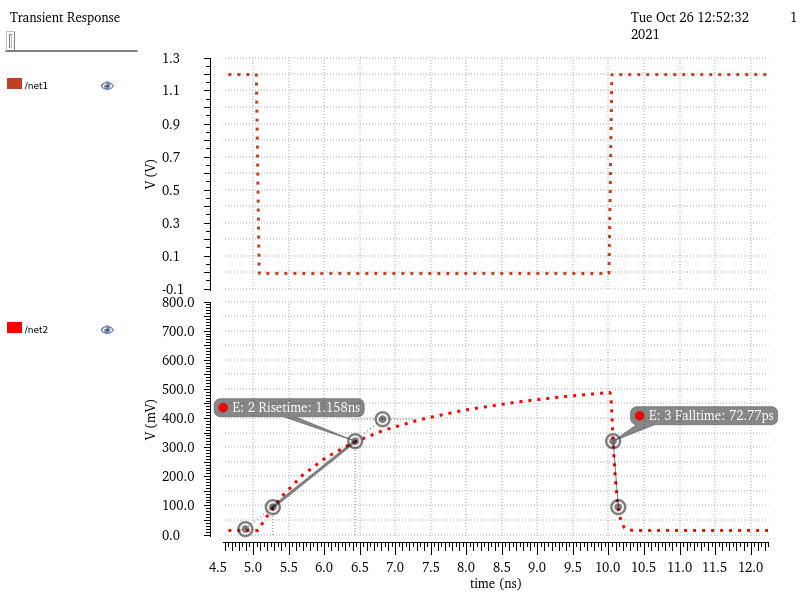 Transient Response
Tue Oct 26 12:52:32
2021
1
/net1
1.3
1.1
0.9
0.7
0.5
0.3
0.1
-0.1
V (V)
/net2
800.0
700.0
600.0
500.0
400.0
300.0
200.0
100.0
0.0
V (mV)
E: 2 Risetime: 1.158ns
E: 3 Falltime: 72.77ps
4.5 5.0 5.5 6.0 6.5 7.0 7.5 8.0 8.5 9.0 9.5 10.0 10.5 11.0 11.5 12.0
time (ns)